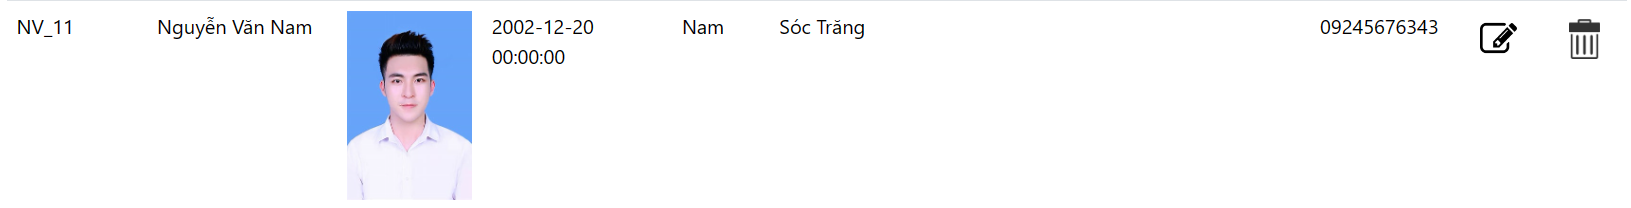 NV_11
Nguyễn Văn Nam
2002-12-20
00:00:00
Nam
Sóc Trăng
09245676343